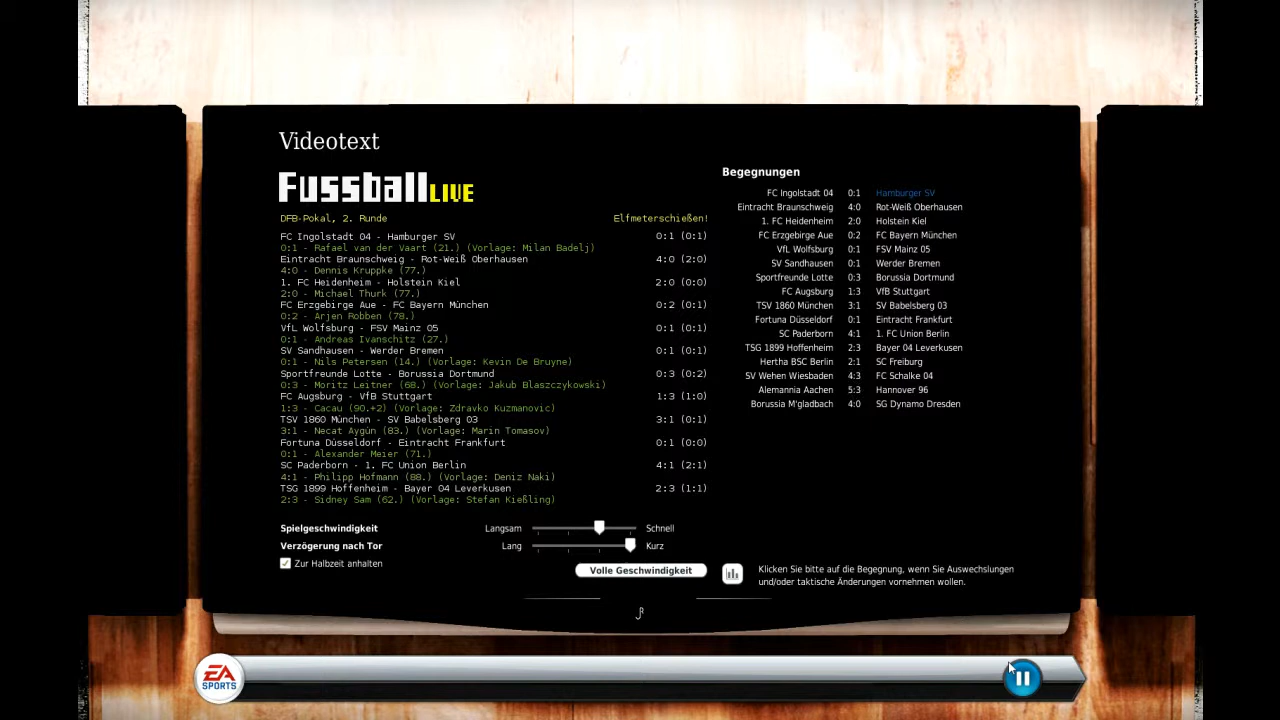 Videotext
Fussball LIVE
DFB-Pokal, 2. Runde Elfmeterschießen!
FC Ingolstadt 04 - Hamburger SV 0:1 (0:1)
0:1 - Rafael van der Vaart (21.) (Vorlage: Milan Badelj)
Eintracht Braunschweig - Rot-Weiß Oberhausen 4:0 (2:0)
4:0 - Dennis Kruppke (77.)
1. FC Heidenheim - Holstein Kiel 2:0 (0:0)
2:0 - Michael Thurk (77.)
FC Erzgebirge Aue - FC Bayern München 0:2 (0:1)
0:2 - Arjen Robben (78.)
VfL Wolfsburg - FSV Mainz 05 0:1 (0:1)
0:1 - Andreas Ivanschitz (27.)
SV Sandhausen - Werder Bremen 0:1 (0:1)
0:1 - Nils Petersen (14.) (Vorlage: Kevin De Bruyne)
Sportfreunde Lotte - Borussia Dortmund 0:3 (0:2)
0:3 - Moritz Leitner (68.) (Vorlage: Jakub Blaszczykowski)
FC Augsburg - VfB Stuttgart 1:3 (1:0)
1:3 - Cacau (90.+2) (Vorlage: Zdravko Kuzmanovic)
TSV 1860 München - SV Babelsberg 03 3:1 (0:1)
3:1 - Necat Aygün (83.) (Vorlage: Marin Tomasov)
Fortuna Düsseldorf - Eintracht Frankfurt 0:1 (0:0)
0:1 - Alexander Meier (71.)
SC Paderborn - 1. FC Union Berlin 4:1 (2:1)
4:1 - Philipp Hofmann (88.) (Vorlage: Deniz Naki)
TSG 1899 Hoffenheim - Bayer 04 Leverkusen 2:3 (1:1)
2:3 - Sidney Sam (62.) (Vorlage: Stefan Kießling)
Begegnungen
FC Ingolstadt 04 0:1 Hamburger SV
Eintracht Braunschweig 4:0 Rot-Weiß Oberhausen
1. FC Heidenheim 2:0 Holstein Kiel
FC Erzgebirge Aue 0:2 FC Bayern München
VfL Wolfsburg 0:1 FSV Mainz 05
SV Sandhausen 0:1 Werder Bremen
Sportfreunde Lotte 0:3 Borussia Dortmund
FC Augsburg 1:3 VfB Stuttgart
TSV 1860 München 3:1 SV Babelsberg 03
Fortuna Düsseldorf 0:1 Eintracht Frankfurt
SC Paderborn 4:1 1. FC Union Berlin
TSG 1899 Hoffenheim 2:3 Bayer 04 Leverkusen
Hertha BSC Berlin 2:1 SC Freiburg
SV Wehen Wiesbaden 4:3 FC Schalke 04
Alemannia Aachen 5:3 Hannover 96
Borussia M'gladbach 4:0 SG Dynamo Dresden
Spielgeschwindigkeit Langsam Schnell
Verzögerung nach Tor Lang Kurz
Zur Halbzeit anhalten
Volle Geschwindigkeit
Klicken Sie bitte auf die Begegnung, wenn Sie Auswechslungen
und/oder taktische Änderungen vornehmen wollen.
EA
SPORTS